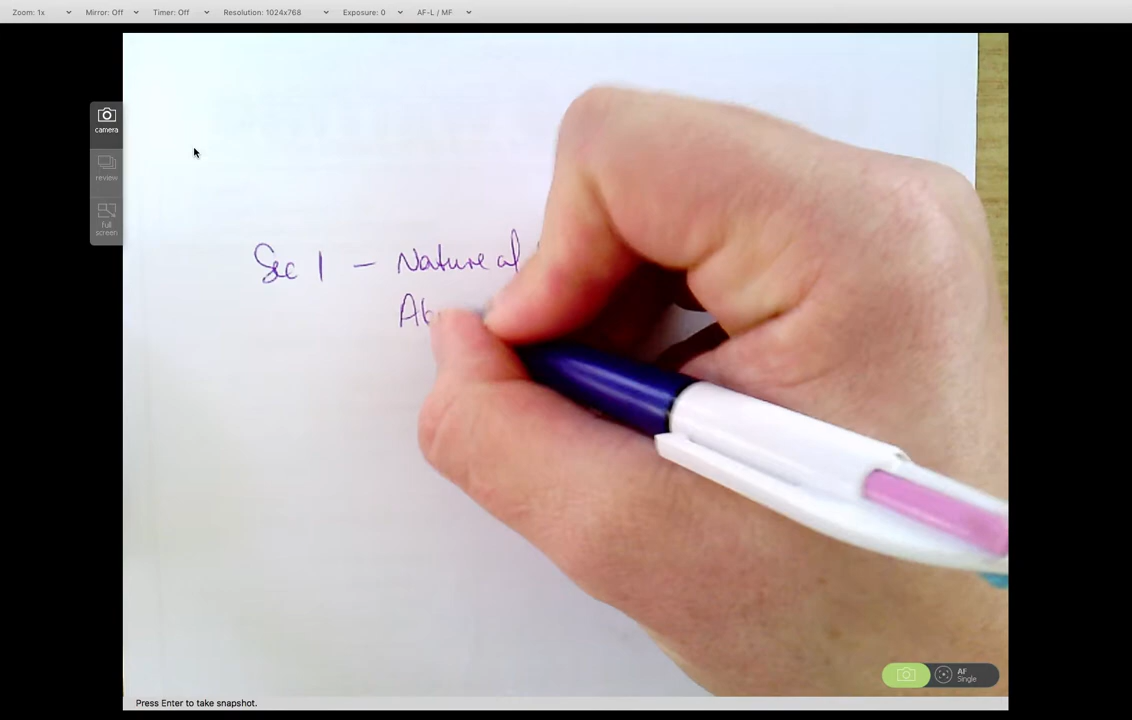 Zoom: 1x Mirror: Off Timer: Off Resolution: 1024x768 Exposure: 0 AF-L / MF
camera
review
full
screen
Sec 1 – Nature of
AF
Single
Press Enter to take snapshot.